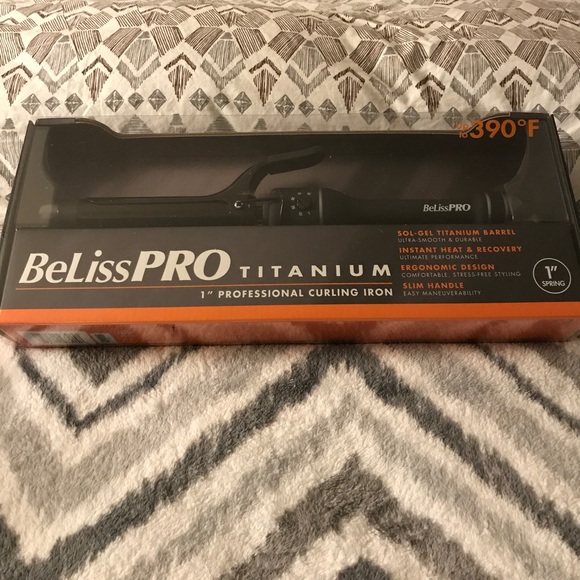 UP TO 390°F
BeLissPRO
SOL-GEL TITANIUM BARREL
ULTRA-SMOOTH & DURABLE
INSTANT HEAT & RECOVERY
ULTIMATE PERFORMANCE
ERGONOMIC DESIGN
COMFORTABLE, STRESS-FREE STYLING
SLIM HANDLE
EASY MANEUVERABILITY
BeLissPRO TITANIUM
1" PROFESSIONAL CURLING IRON
1"
SPRING